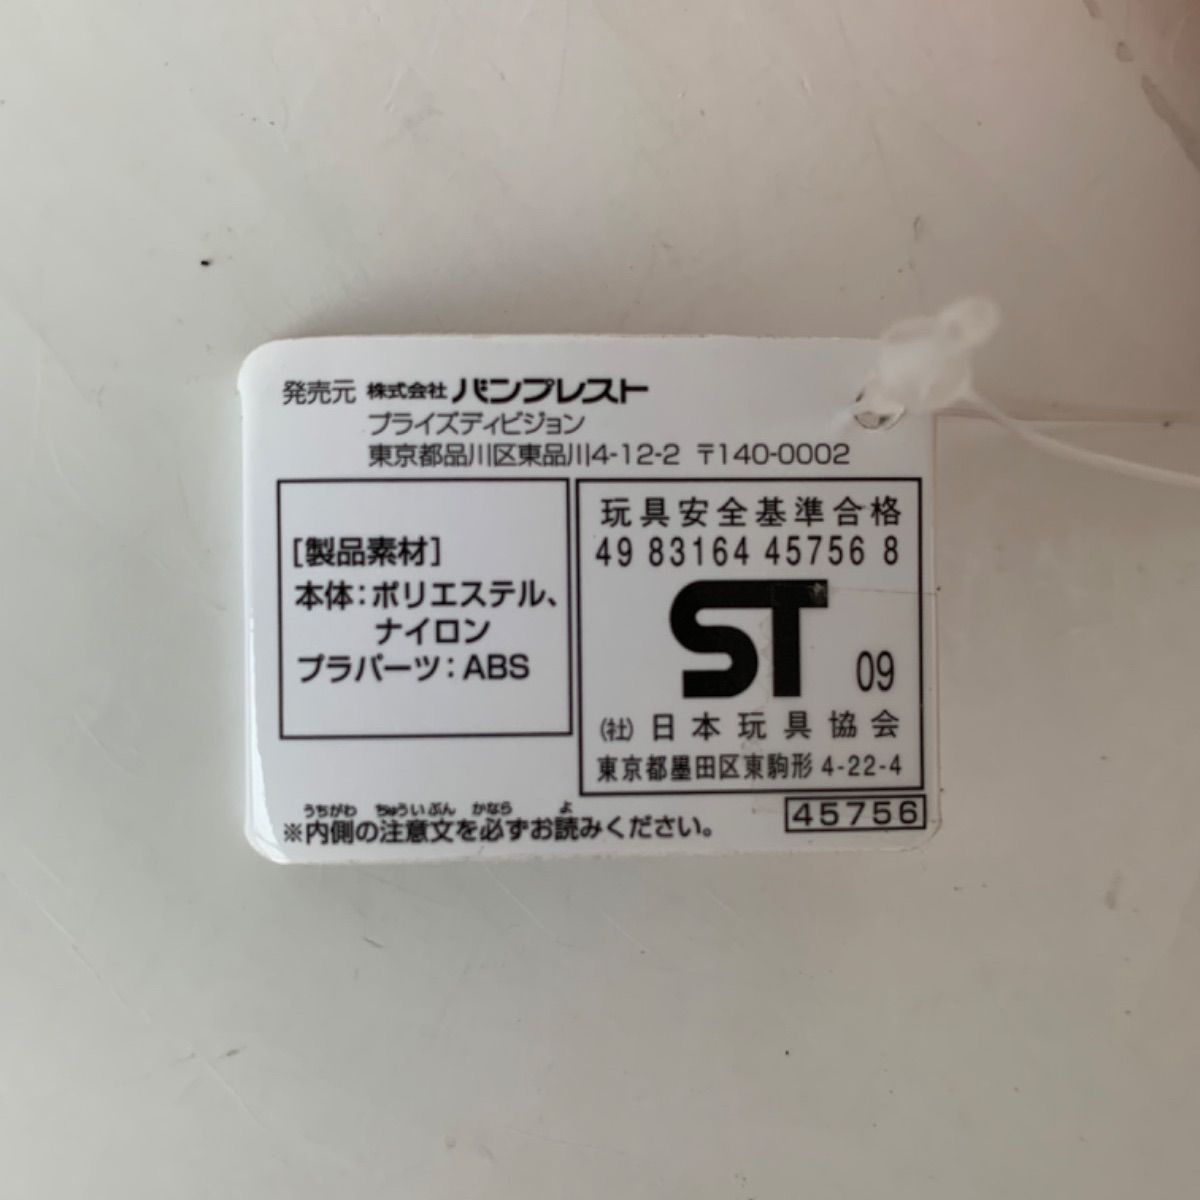 発売元 株式会社 バンプレスト
プライズディビジョン
東京都品川区東品川4-12-2 〒140-0002
[製品素材]
本体：ポリエステル、
ナイロン
プラパーツ：ABS
玩具安全基準合格
49 83164 45756 8
ST 09
(社) 日本玩具協会
東京都墨田区東駒形 4-22-4
うちがわ ちゅういぶん かなら よ
※内側の注意文を必ずお読みください。
45756